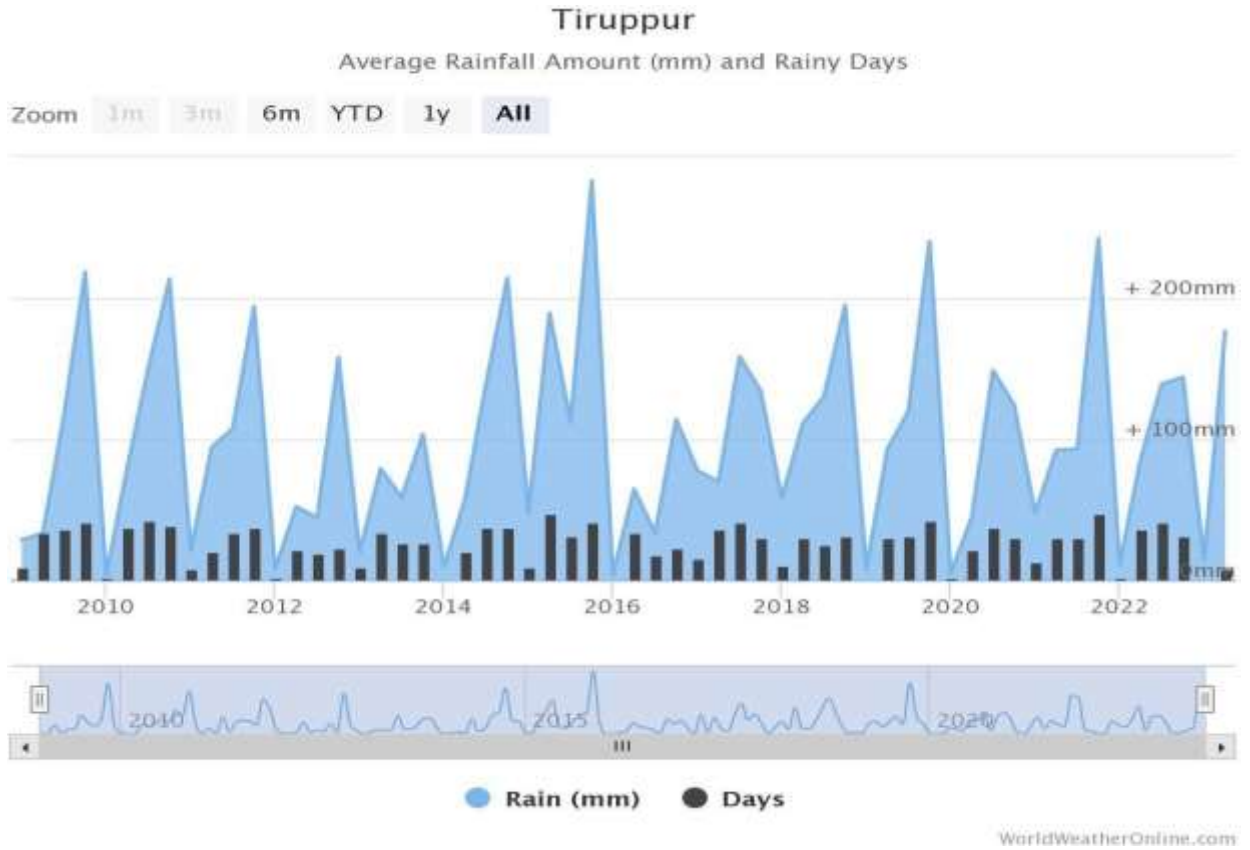 Tiruppur
Average Rainfall Amount (mm) and Rainy Days
Zoom 1m 3m 6m YTD 1y All
+ 200mm
+ 100mm
0mm
2010 2012 2014 2016 2018 2020 2022
2010 2015 2020
Rain (mm) Days
WorldWeatherOnline.com